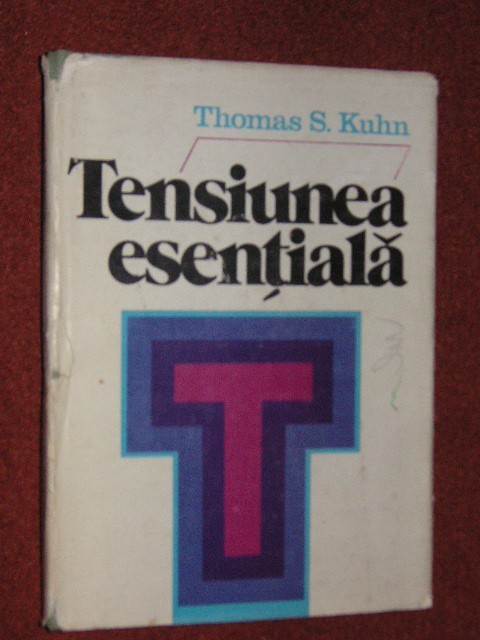 Thomas S. Kuhn
Tensiunea
esențială
T